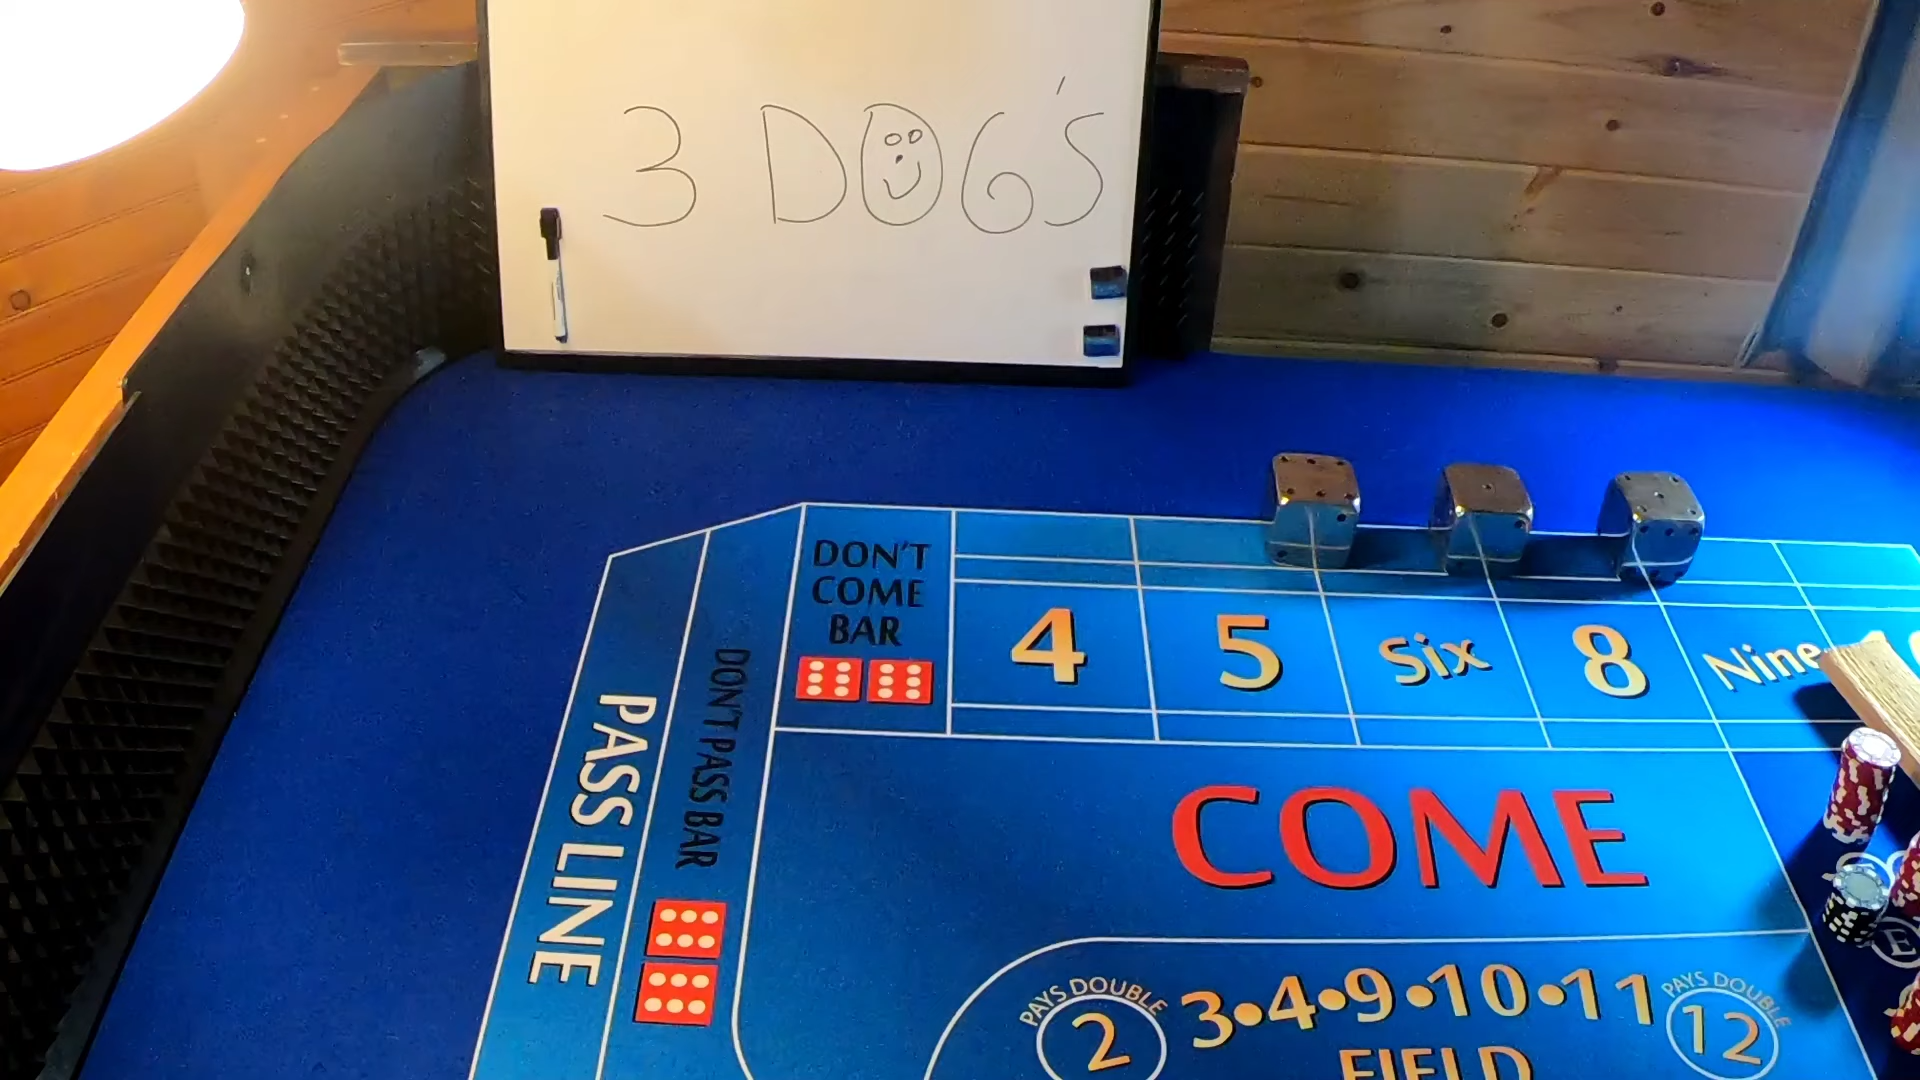 3 DOG'S
DON'T
COME
BAR
4 5 Six 8 Nine
DON'T PASS BAR
PASS LINE
COME
PAYS DOUBLE
2
3•4•9•10•11
PAYS DOUBLE
12
FIELD
E